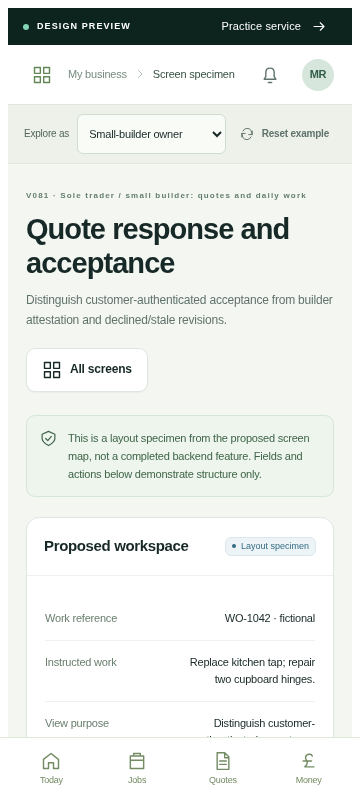 DESIGN PREVIEW
Practice service
My business
Screen specimen
MR
Explore as
Small-builder owner
Reset example
V081 · Sole trader / small builder: quotes and daily work
Quote response and
acceptance
Distinguish customer-authenticated acceptance from builder
attestation and declined/stale revisions.
All screens
This is a layout specimen from the proposed screen
map, not a completed backend feature. Fields and
actions below demonstrate structure only.
Proposed workspace
Layout specimen
Work reference
WO-1042 · fictional
Instructed work
Replace kitchen tap; repair
two cupboard hinges.
View purpose
Distinguish customer-
Today
Jobs
Quotes
Money